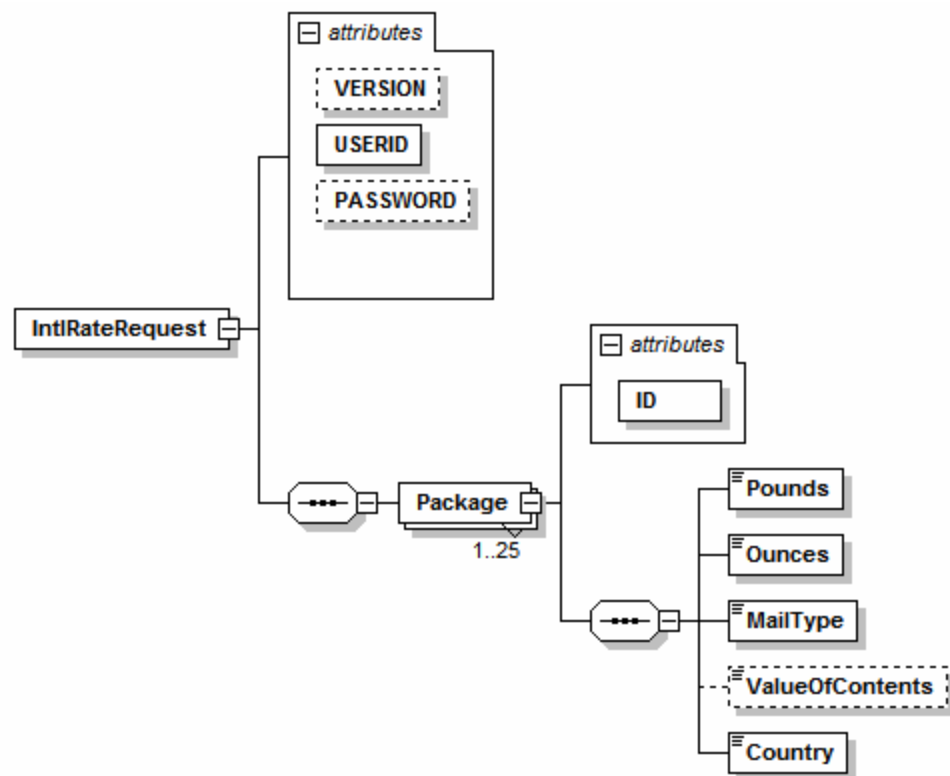 attributes
VERSION
USERID
PASSWORD
IntlRateRequest
attributes
ID
Package
1..25
Pounds
Ounces
MailType
ValueOfContents
Country